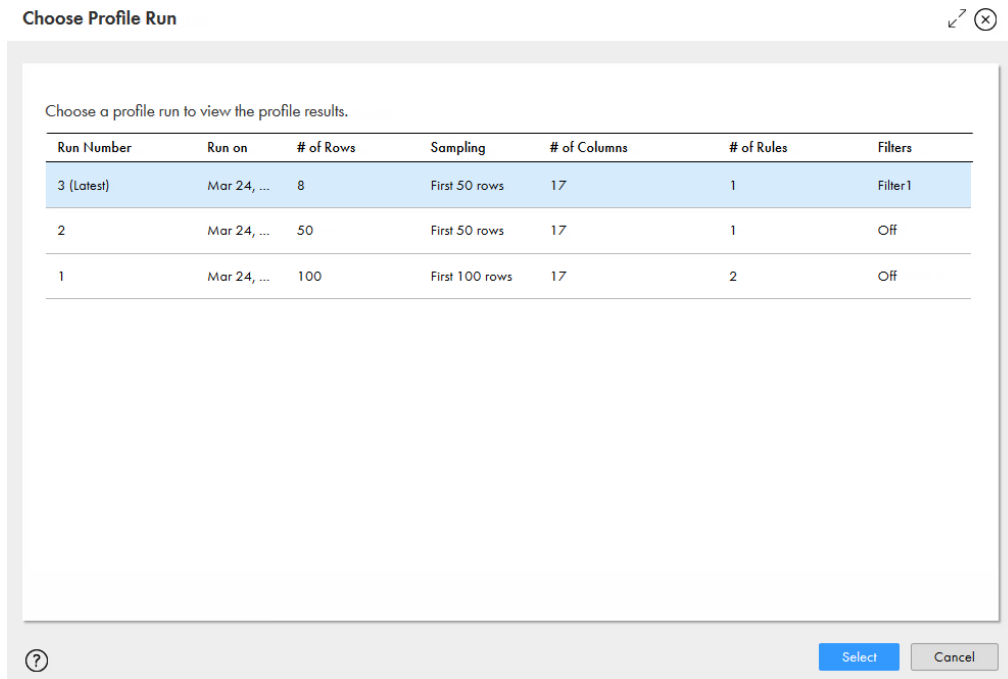 Choose Profile Run
Choose a profile run to view the profile results.
Run Number Run on # of Rows Sampling # of Columns # of Rules Filters
3 (Latest) Mar 24, ... 8 First 50 rows 17 1 Filter1
2 Mar 24, ... 50 First 50 rows 17 1 Off
1 Mar 24, ... 100 First 100 rows 17 2 Off
? Select Cancel